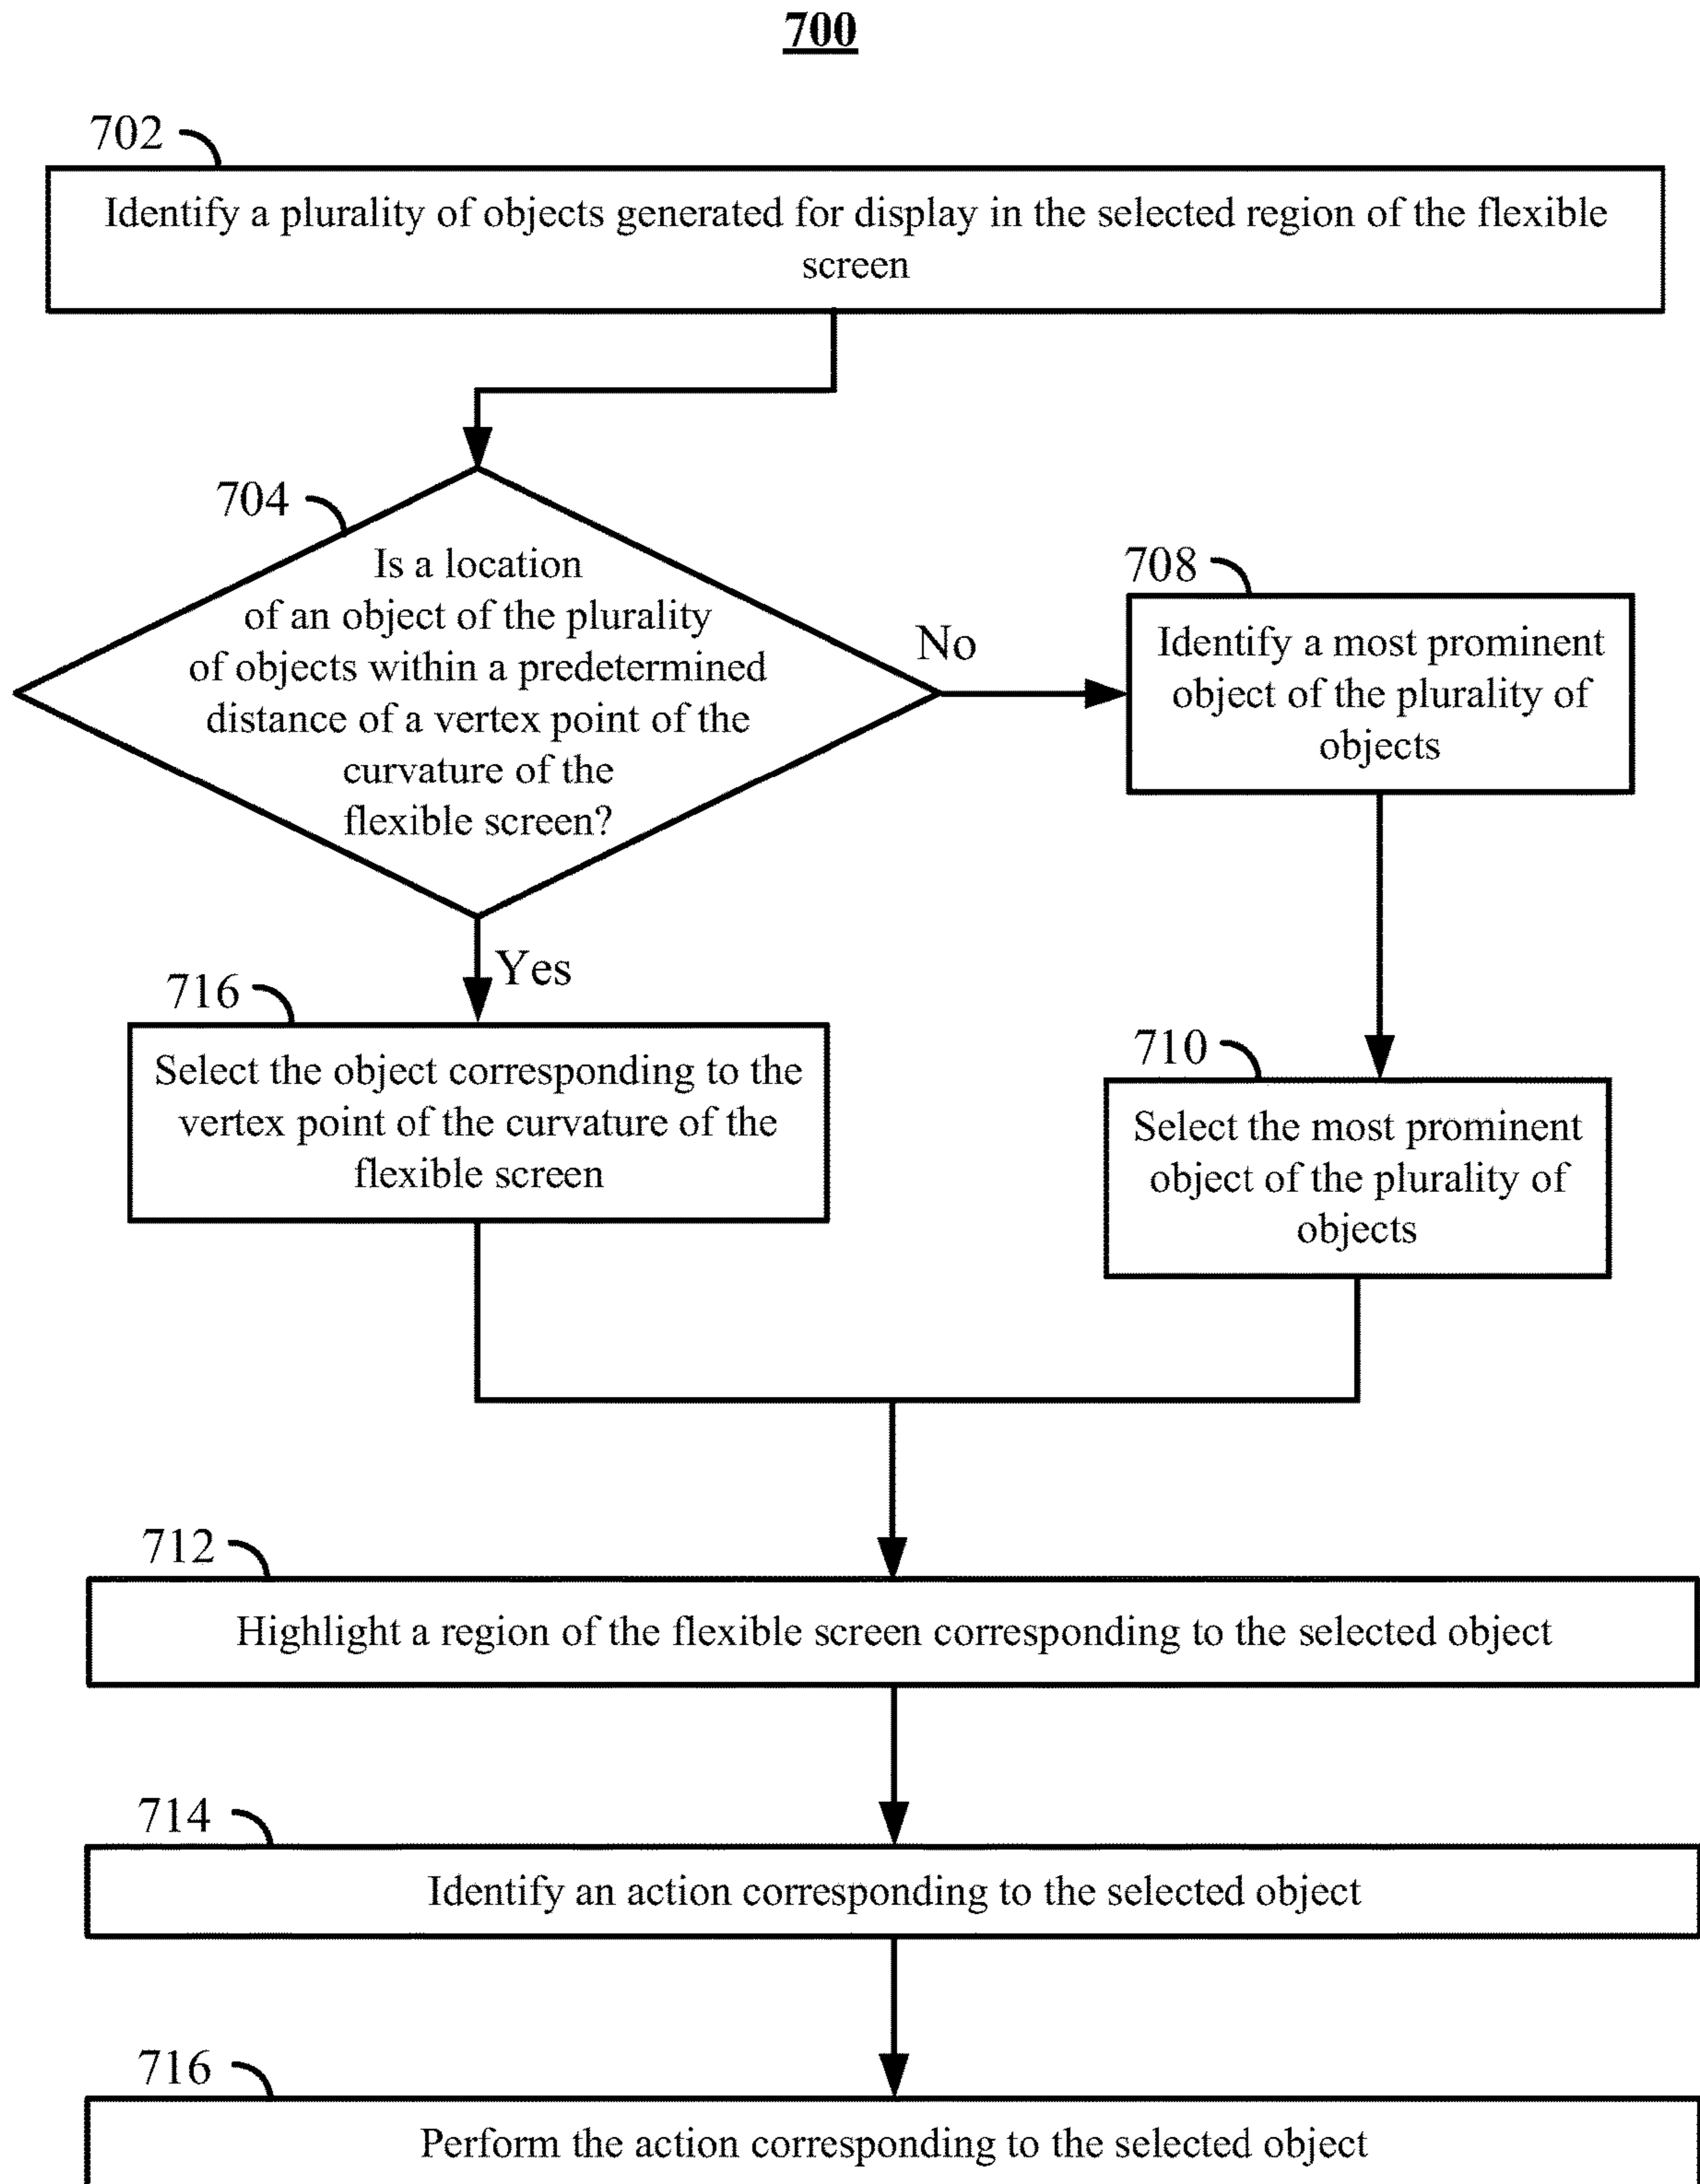 700
702
Identify a plurality of objects generated for display in the selected region of the flexible
screen
704
Is a location
of an object of the plurality
of objects within a predetermined
distance of a vertex point of the
curvature of the
flexible screen?
No
708
Identify a most prominent
object of the plurality of
objects
Yes
716
Select the object corresponding to the
vertex point of the curvature of the
flexible screen
710
Select the most prominent
object of the plurality of
objects
712
Highlight a region of the flexible screen corresponding to the selected object
714
Identify an action corresponding to the selected object
716
Perform the action corresponding to the selected object